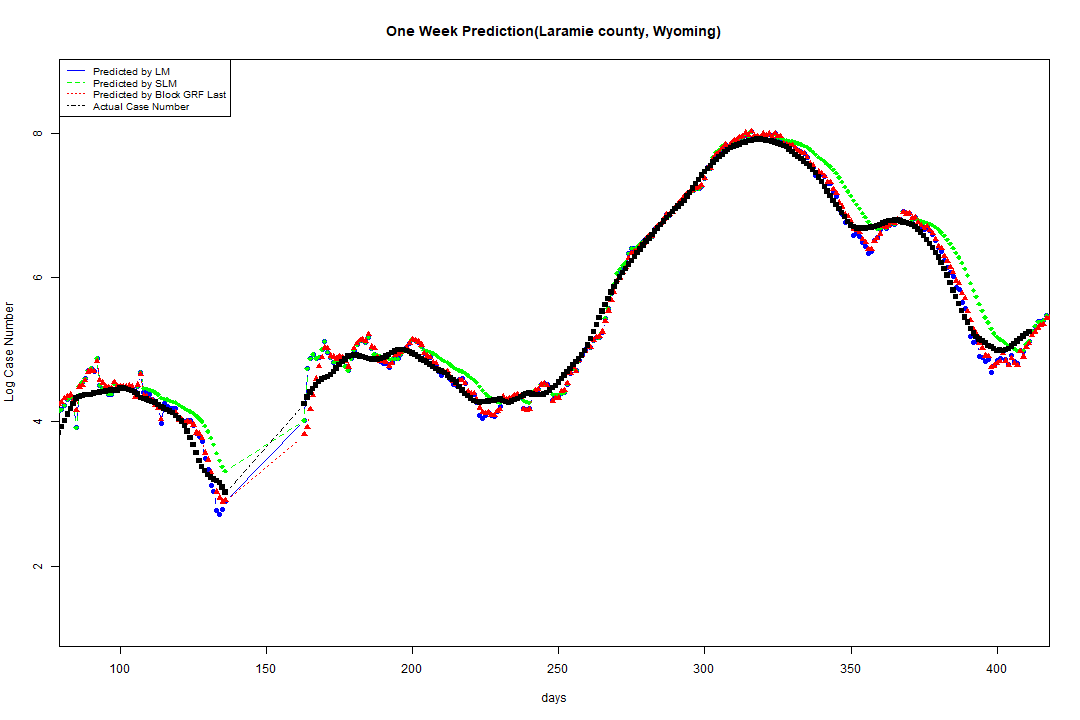 One Week Prediction(Laramie county, Wyoming)
Predicted by LM
Predicted by SLM
Predicted by Block GRF Last
Actual Case Number
8
6
5
4
2
Log Case Number
100
150
200
250
300
350
400
days